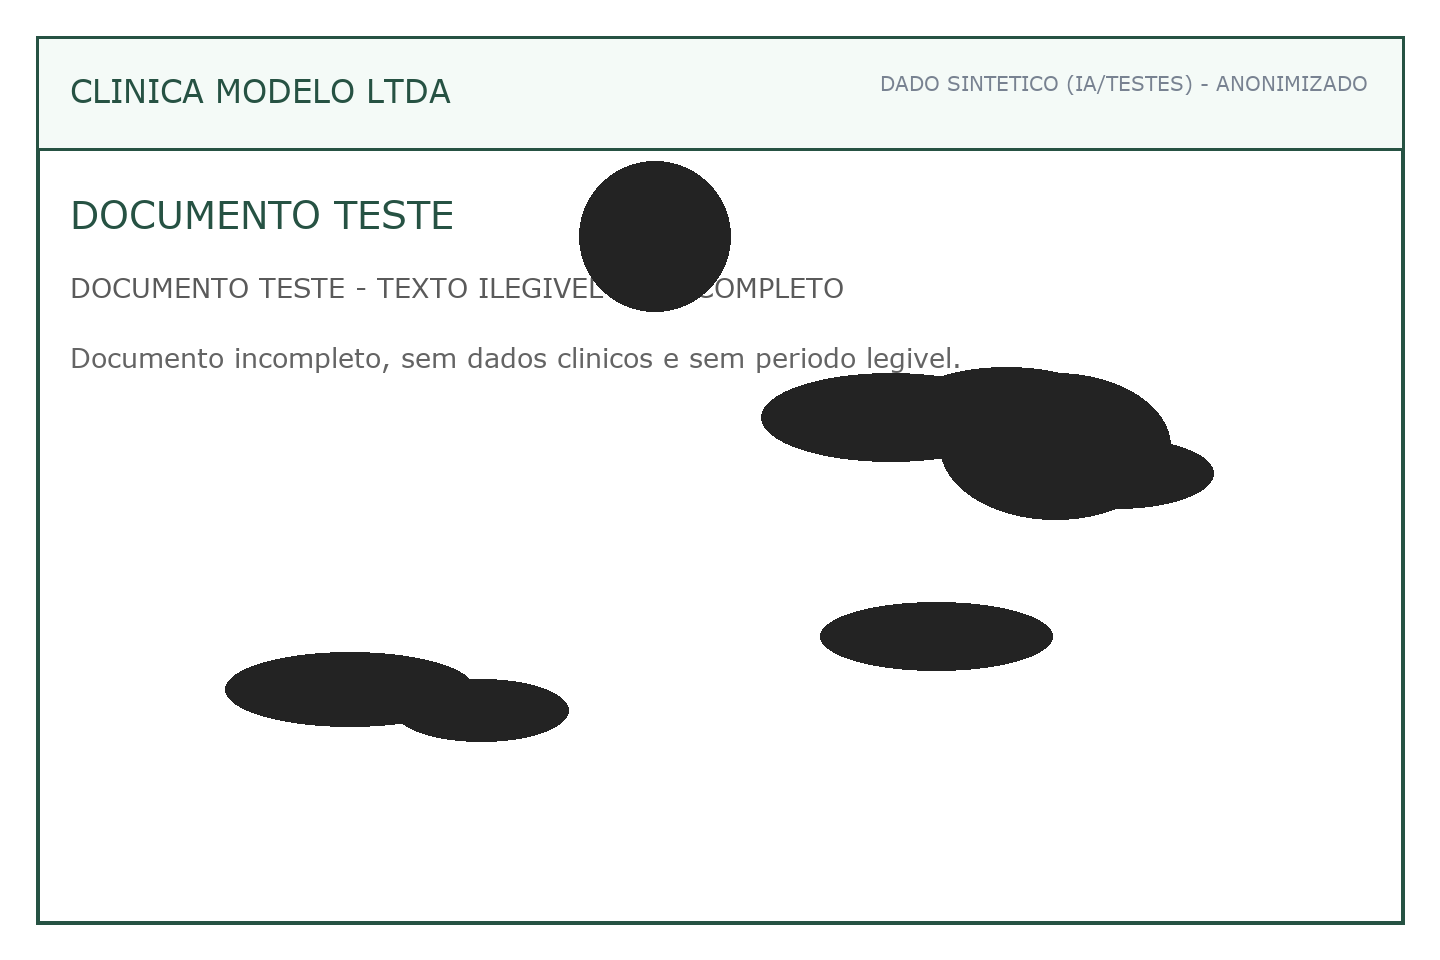 CLINICA MODELO LTDA
DADO SINTETICO (IA/TESTES) - ANONIMIZADO
DOCUMENTO TESTE
DOCUMENTO TESTE - TEXTO ILEGIVEL COMPLETO
Documento incompleto, sem dados clinicos e sem periodo legivel.